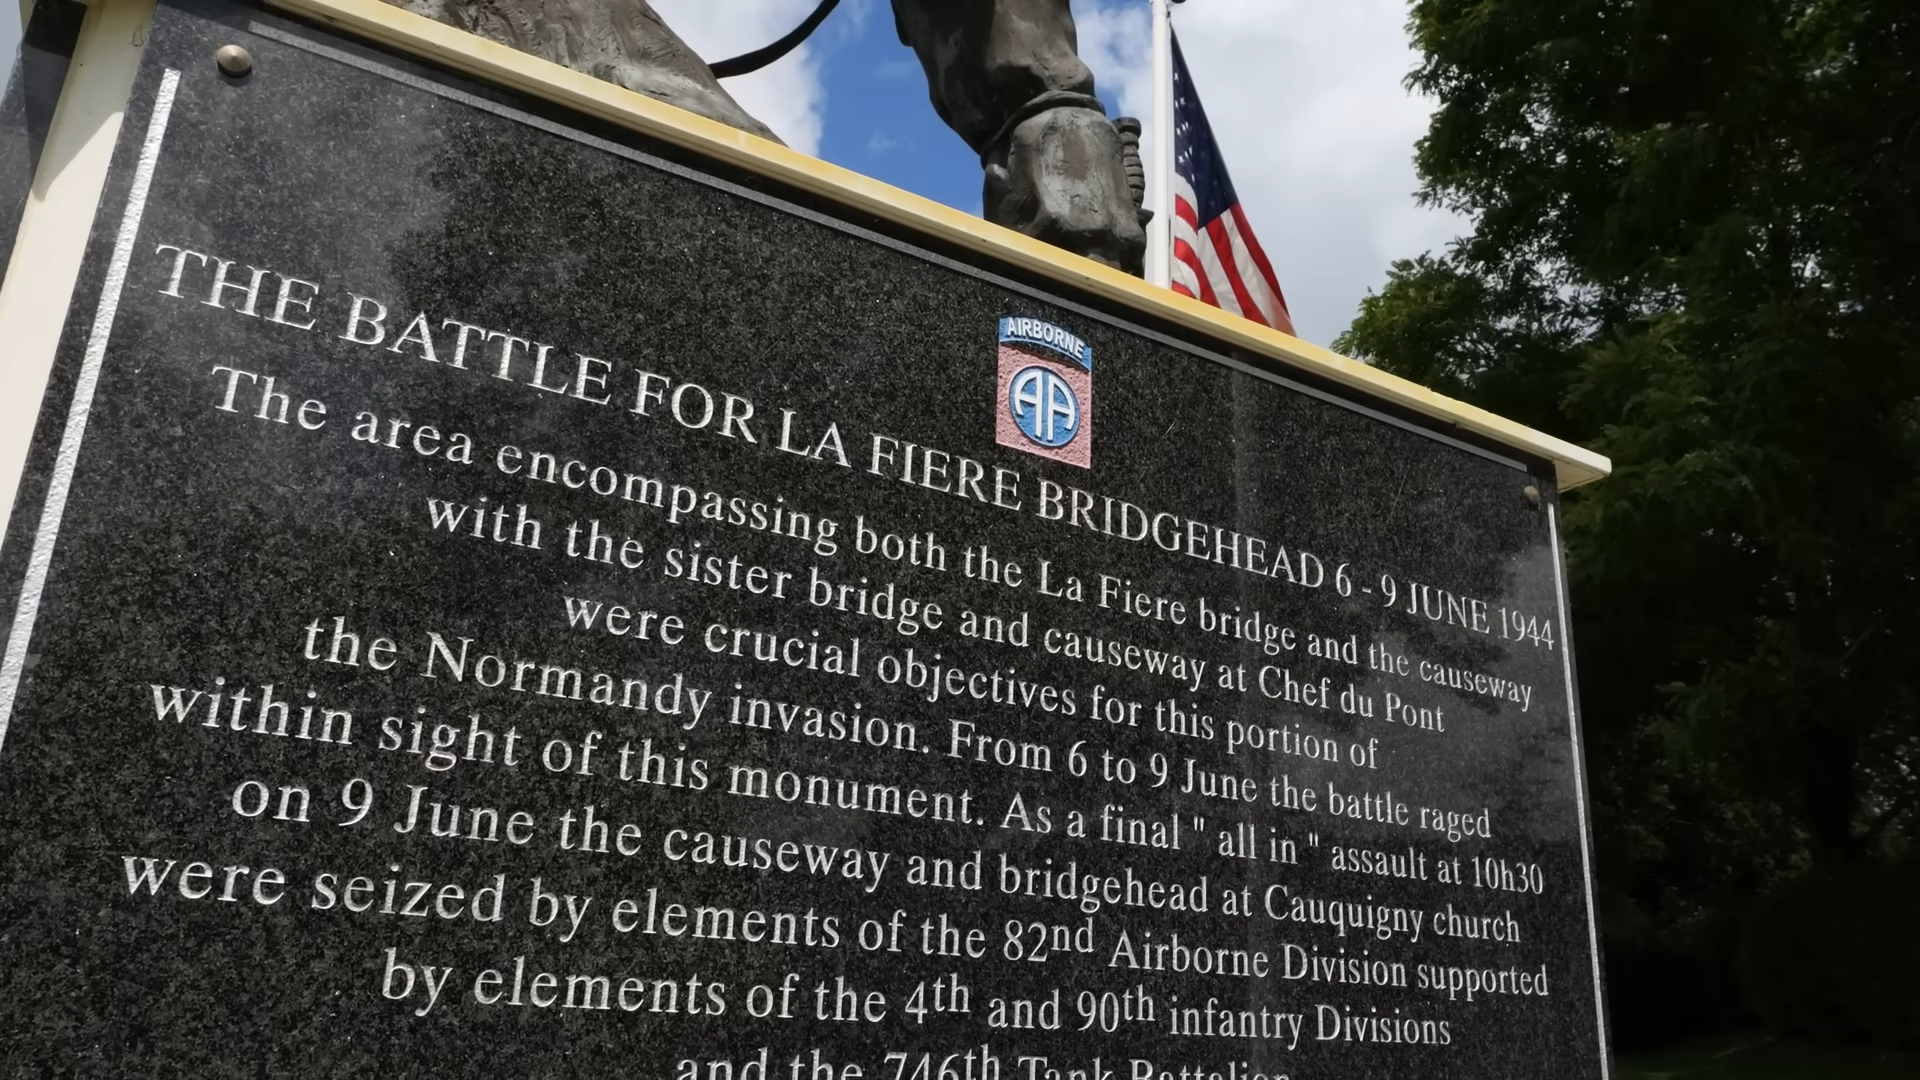 AIRBORNE
AA
THE BATTLE FOR LA FIERE BRIDGEHEAD 6 - 9 JUNE 1944
The area encompassing both the La Fiere bridge and the causeway
with the sister bridge and causeway at Chef du Pont
were crucial objectives for this portion of
the Normandy invasion. From 6 to 9 June the battle raged
within sight of this monument. As a final " all in " assault at 10h30
on 9 June the causeway and bridgehead at Cauquigny church
were seized by elements of the 82nd Airborne Division supported
by elements of the 4th and 90th infantry Divisions
and the 746th Tank Battalion